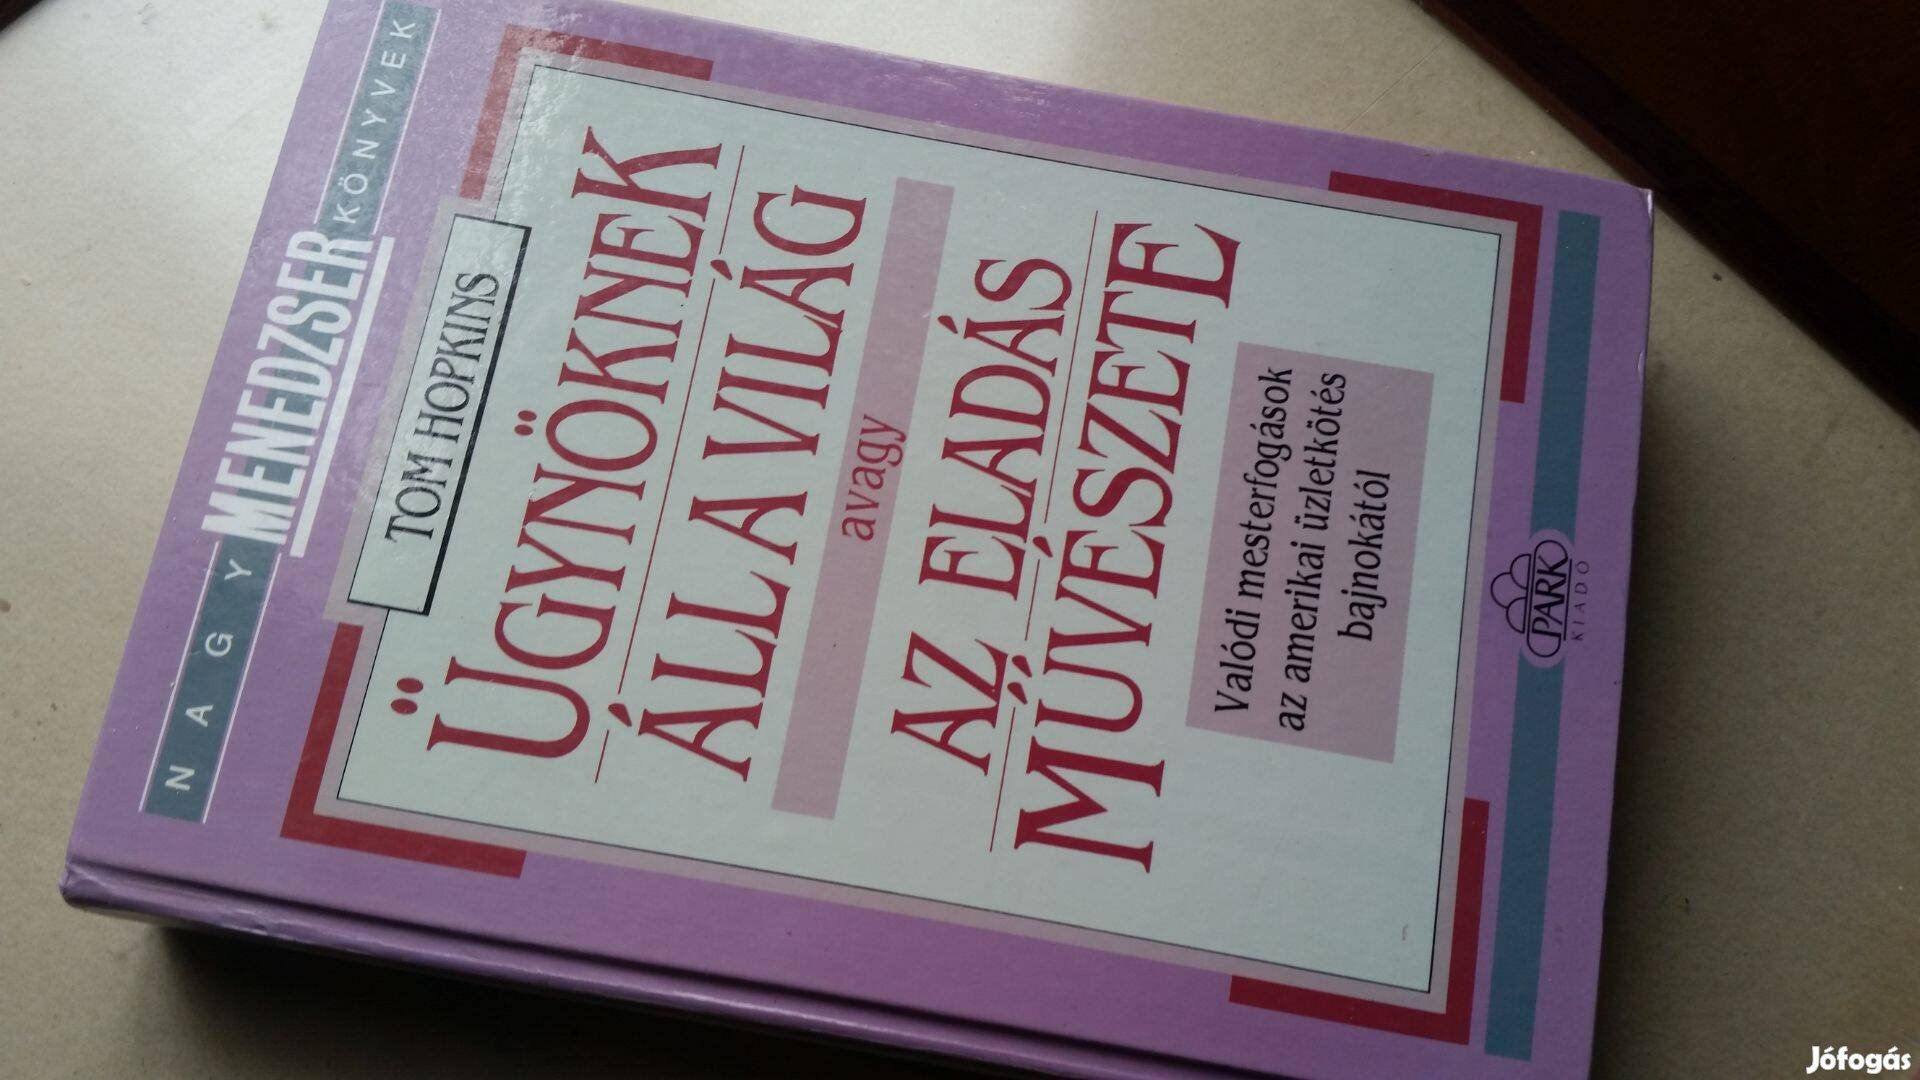 NAGY MENEDZSER KÖNYVEK
TOM HOPKINS
ÜGYNÖKNEK
ÁLL A VILÁG
avagy
AZ ELADÁS
MŰVÉSZETE
Valódi mesterfogások
az amerikai üzletkötés
bajnokától
PARK
KIADÓ
Jófogás